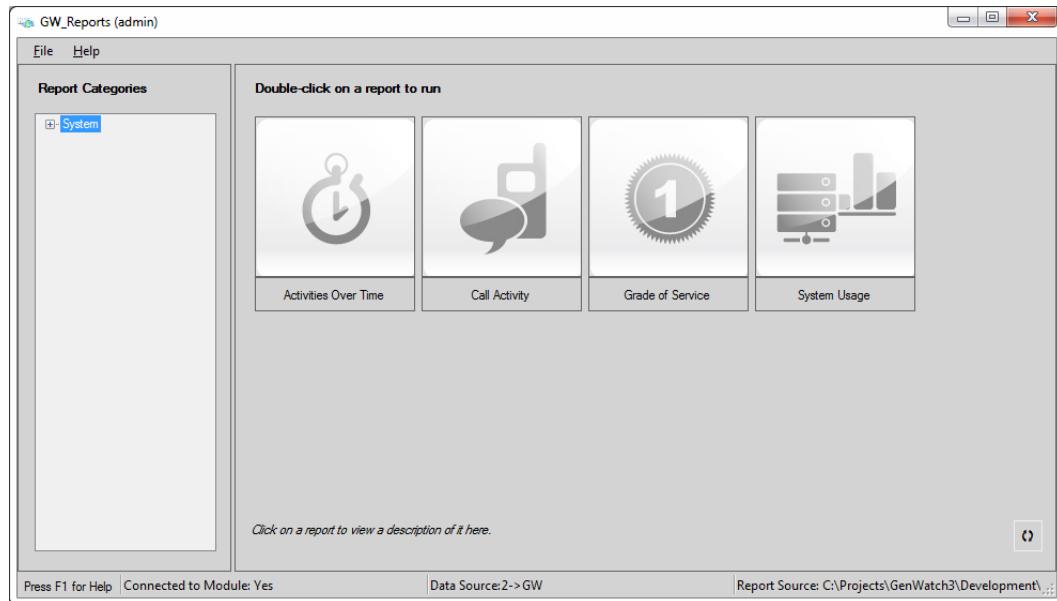 GW_Reports (admin)
File Help
Report Categories
System
Double-click on a report to run
1
Activities Over Time
Call Activity
Grade of Service
System Usage
Click on a report to view a description of it here.
Press F1 for Help
Connected to Module: Yes
Data Source:2->GW
Report Source: C:\Projects\GenWatch3\Development\